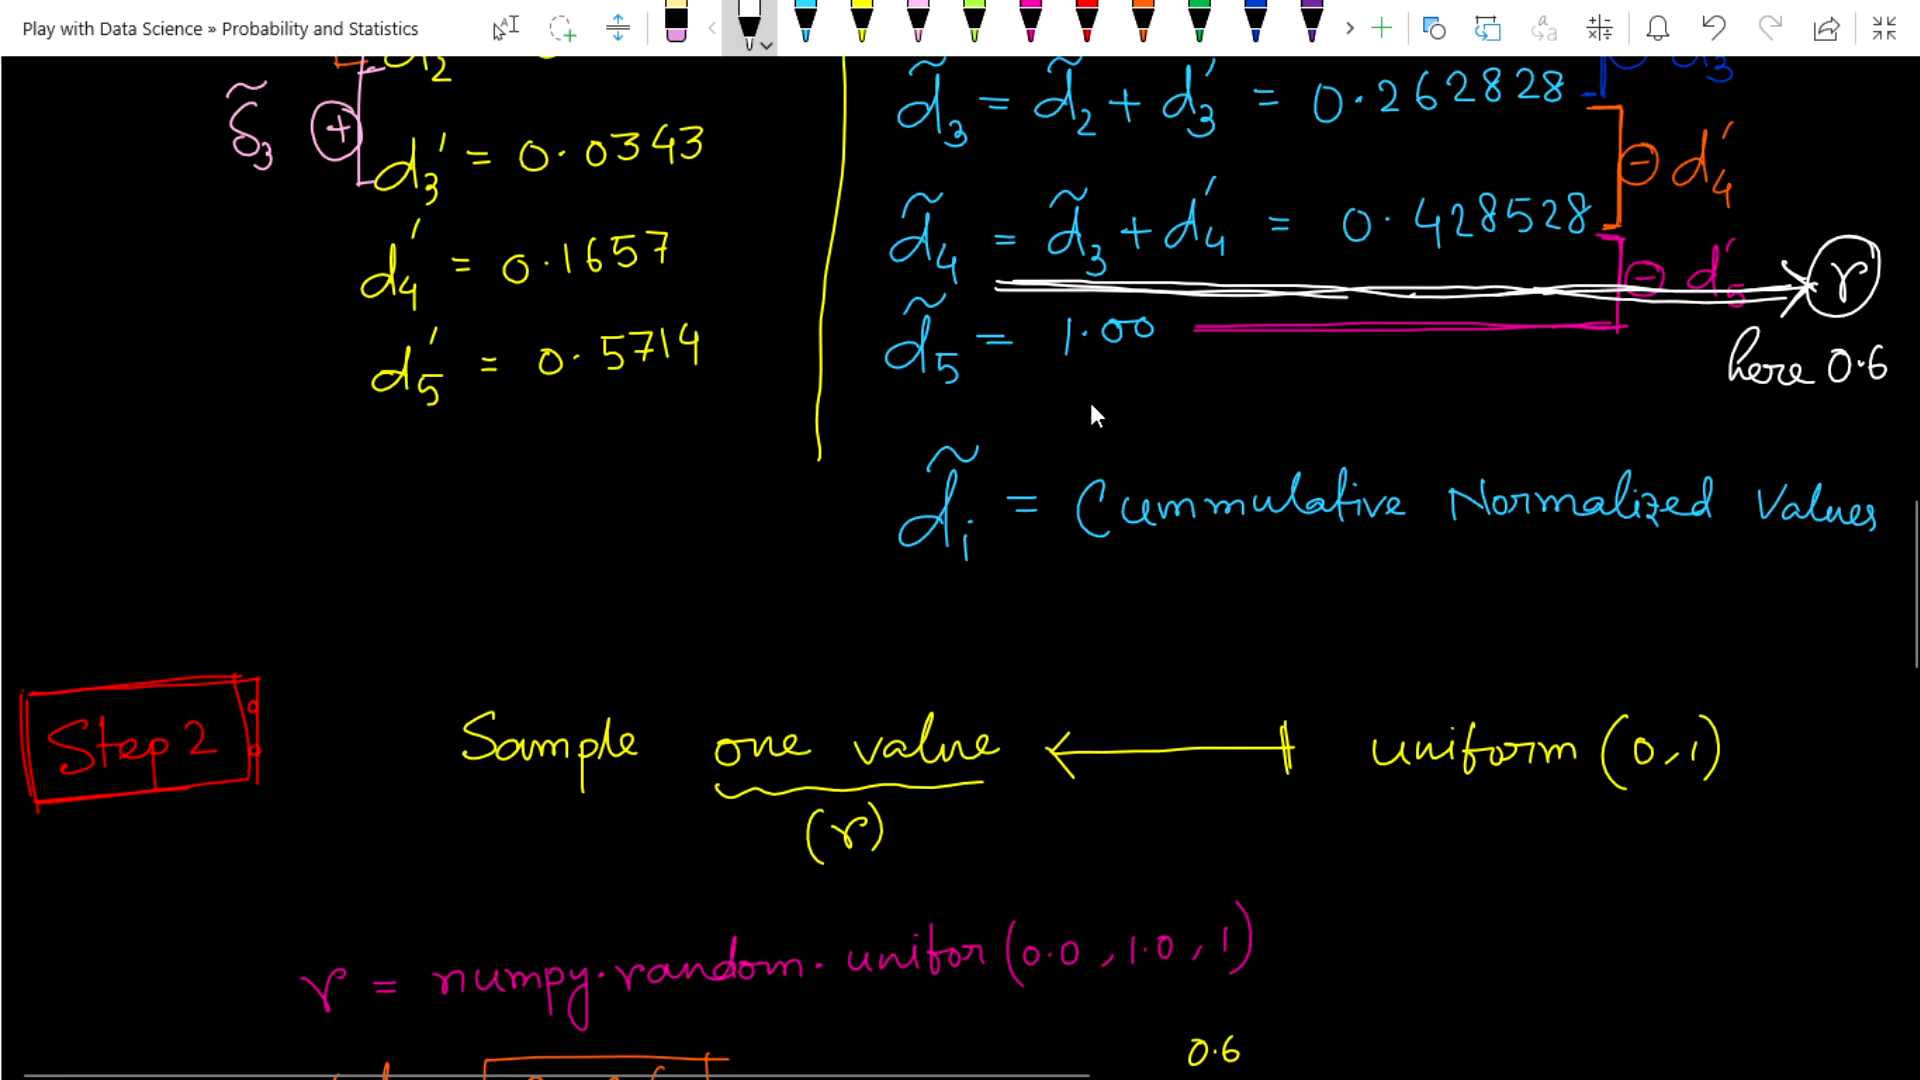 Play with Data Science » Probability and Statistics
d̃3 = d̃2 + d3' = 0.262828
δ̃3 +
d3' = 0.0343
- d4'
d̃4 = d̃3 + d4' = 0.428528
d4' = 0.1657
- d5'
r
d̃5 = 1.00
d5' = 0.5714
here 0.6
d̃i = Cummulative Normalized Values
Step 2
Sample one value uniform (0,1)
(r)
r = numpy.random.unifor(0.0, 1.0, 1)
0.6